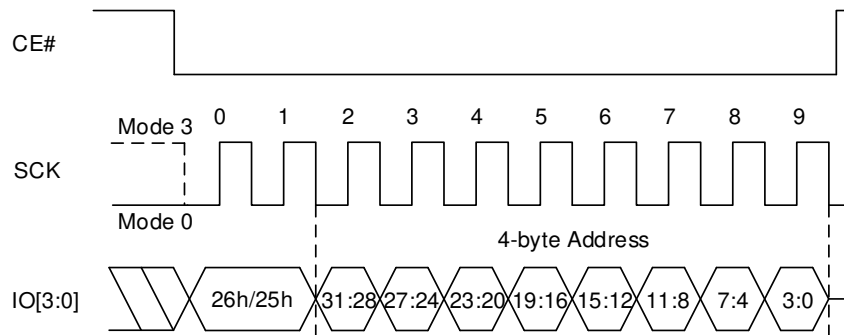 CE#
Mode 3
0 1 2 3 4 5 6 7 8 9
SCK
Mode 0
4-byte Address
IO[3:0]
26h/25h 31:28 27:24 23:20 19:16 15:12 11:8 7:4 3:0